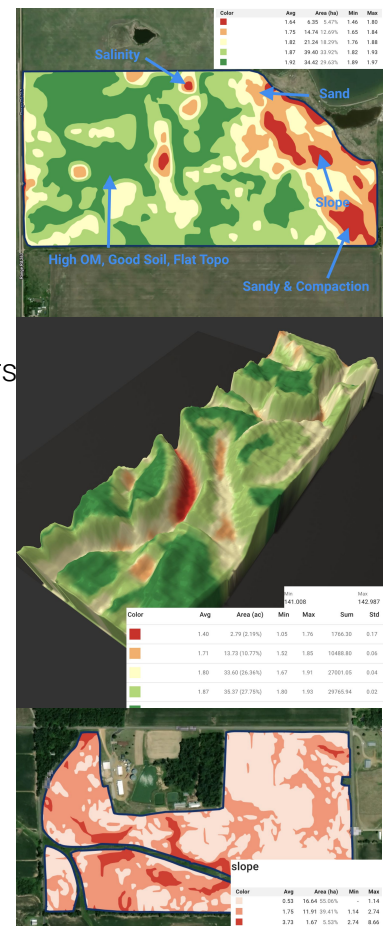 Color Avg Area (ha) Min Max
1.64 6.35 5.47% 1.46 1.80
1.75 14.74 12.69% 1.65 1.84
1.82 21.24 18.29% 1.76 1.88
1.87 39.40 33.92% 1.82 1.93
1.92 34.42 29.63% 1.89 1.97
Salinity
Sand
Slope
High OM, Good Soil, Flat Topo
Sandy & Compaction
rs
Min Max
141.008 142.987
Color Avg Area (ac) Min Max Sum Std
1.40 2.79 (2.19%) 1.05 1.76 1766.30 0.17
1.71 13.73 (10.77%) 1.52 1.85 10488.80 0.06
1.80 33.60 (26.36%) 1.67 1.91 27001.05 0.04
1.87 35.37 (27.75%) 1.80 1.93 29765.94 0.02
slope
Color Avg Area (ha) Min Max
0.53 16.64 55.06% - 1.14
1.75 11.91 39.41% 1.14 2.74
3.73 1.67 5.53% 2.74 8.66